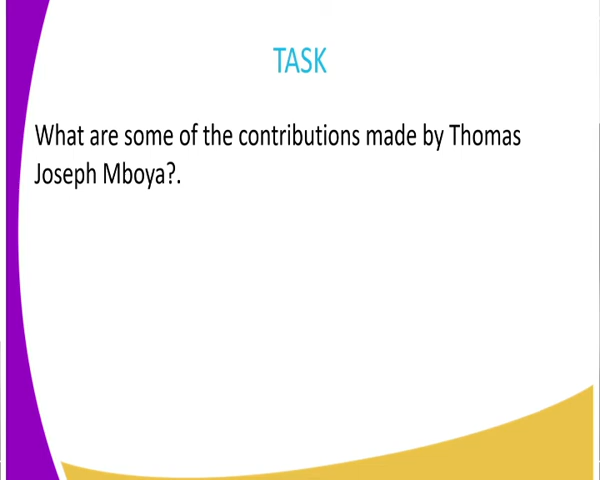 TASK
What are some of the contributions made by Thomas
Joseph Mboya?.